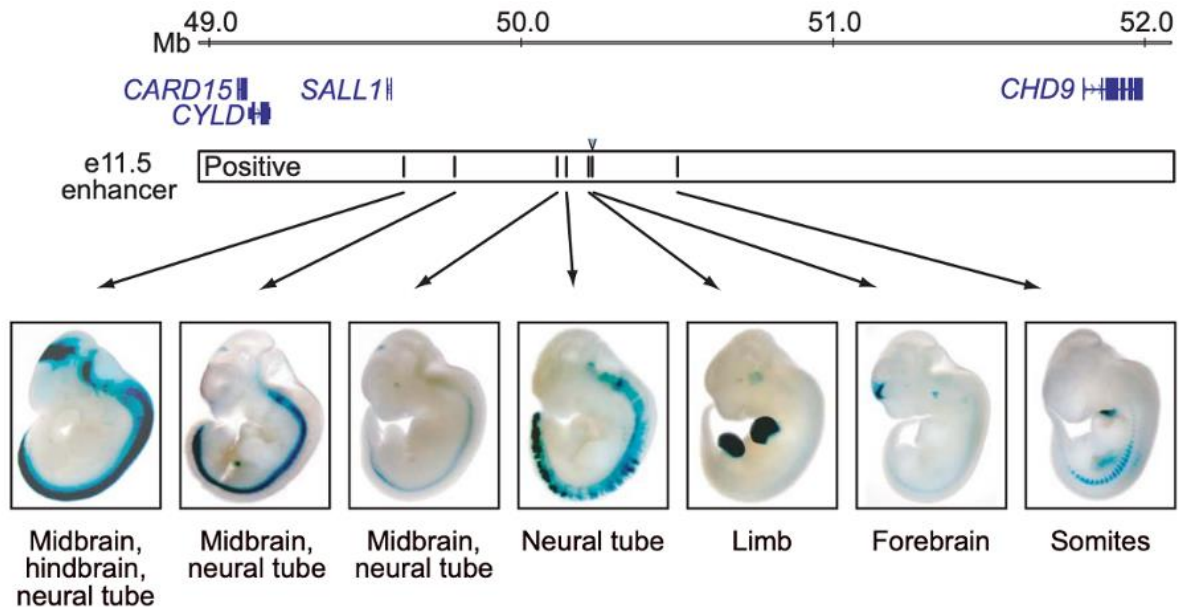 49.0 50.0 51.0 52.0
Mb
CARD15 SALL1 CHD9
CYLD
e11.5
enhancer
Positive
Midbrain,
hindbrain,
neural tube
Midbrain,
neural tube
Midbrain,
neural tube
Neural tube
Limb
Forebrain
Somites